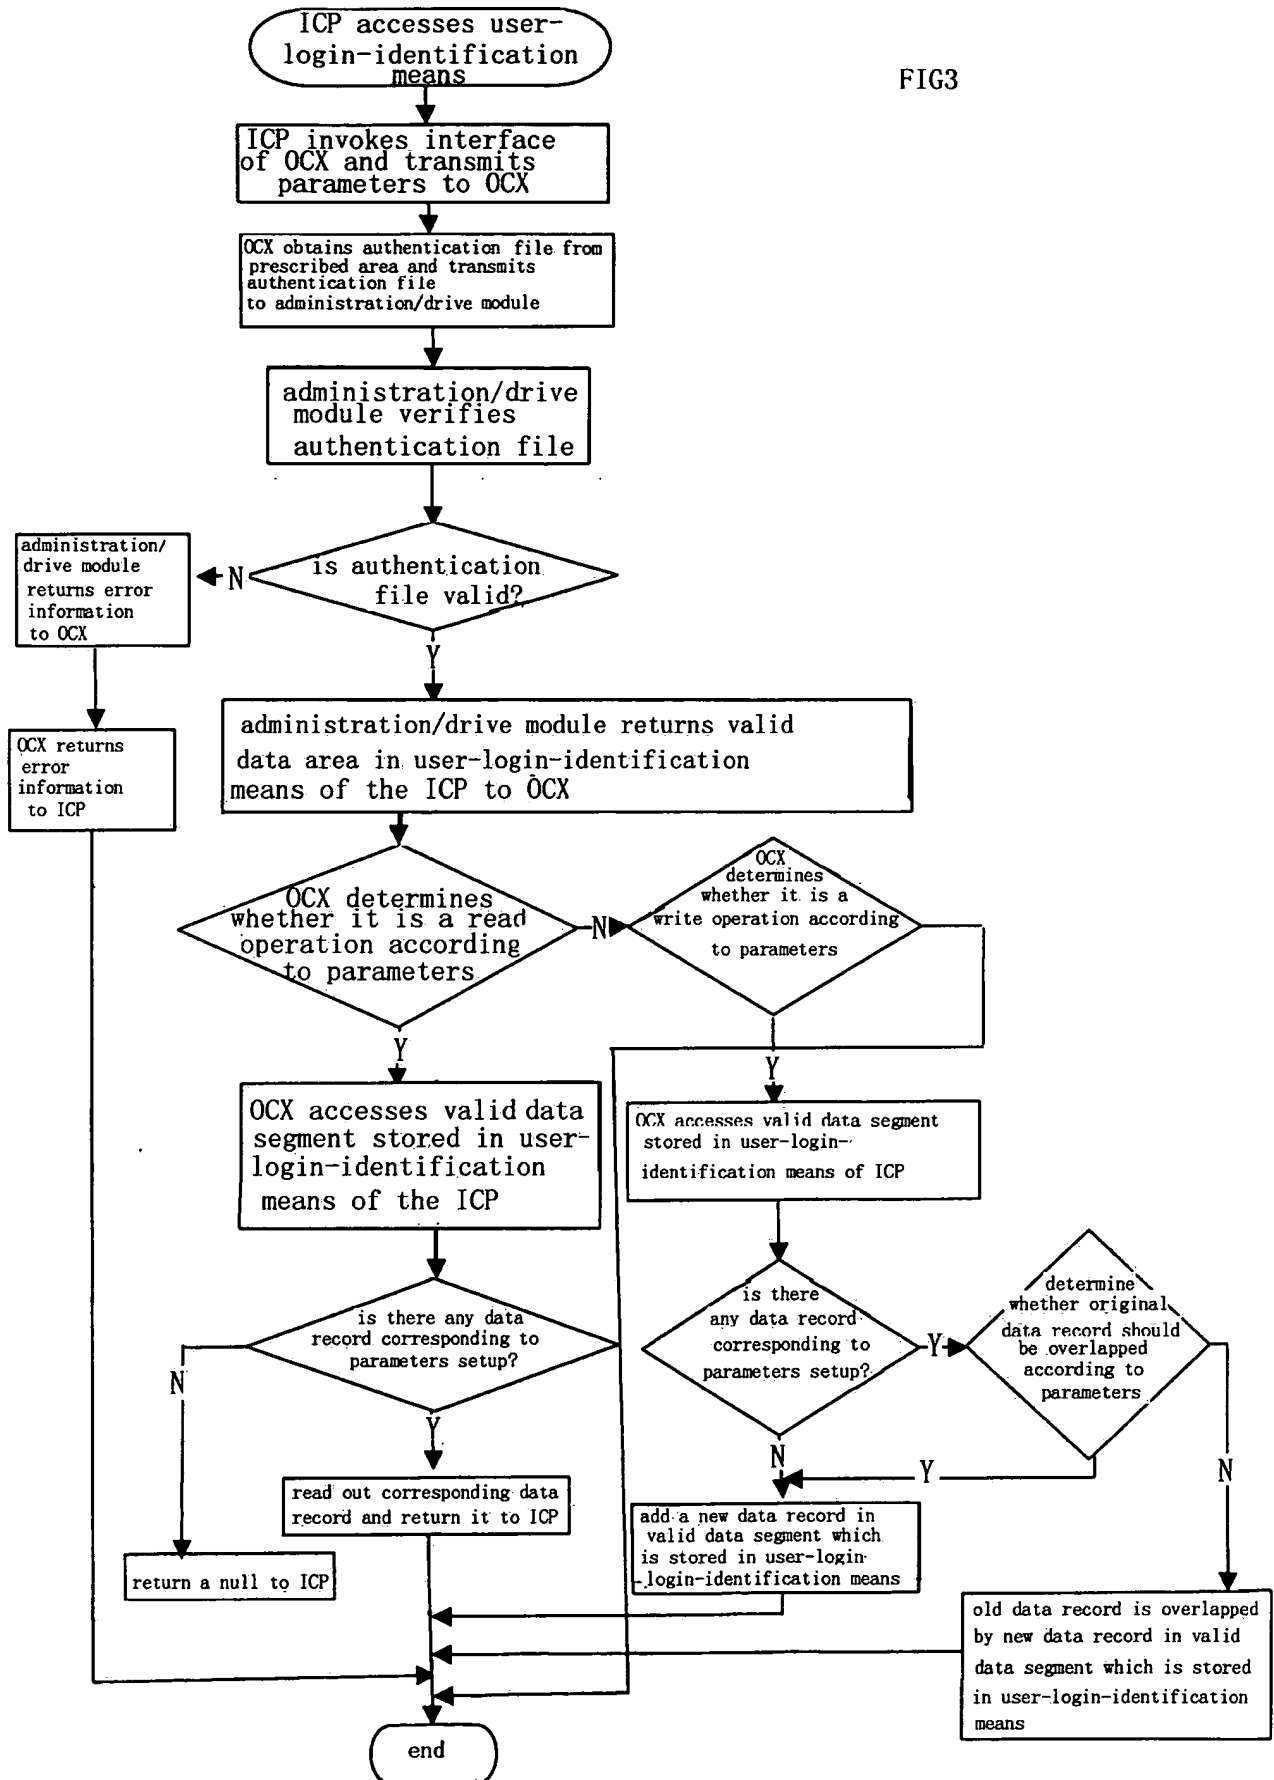 ICP accesses user-
login-identification
means
FIG3
ICP invokes interface
of OCX and transmits
parameters to OCX
OCX obtains authentication file from
prescribed area and transmits
authentication file
to administration/drive module
administration/drive
module verifies
authentication file
is authentication
file valid?
N
administration/
drive module
returns error
information
to OCX
Y
OCX returns
error
information
to ICP
administration/drive module returns valid
data area in user-login-identification
means of the ICP to OCX
OCX determines
whether it is a read
operation according
to parameters
N
OCX
determines
whether it is a
write operation according
to parameters
Y
Y
OCX accesses valid data
segment stored in user-
login-identification
means of the ICP
OCX accesses valid data segment
stored in user-login-
identification means of ICP
is there any data
record corresponding to
parameters setup?
N
Y
is there
any data record
corresponding to
parameters setup?
Y
N
determine
whether original
data record should
be overlapped
according to
parameters
Y
N
read out corresponding data
record and return it to ICP
return a null to ICP
add a new data record in
valid data segment which
is stored in user-login-
-login-identification means
old data record is overlapped
by new data record in valid
data segment which is stored
in user-login-identification
means
end